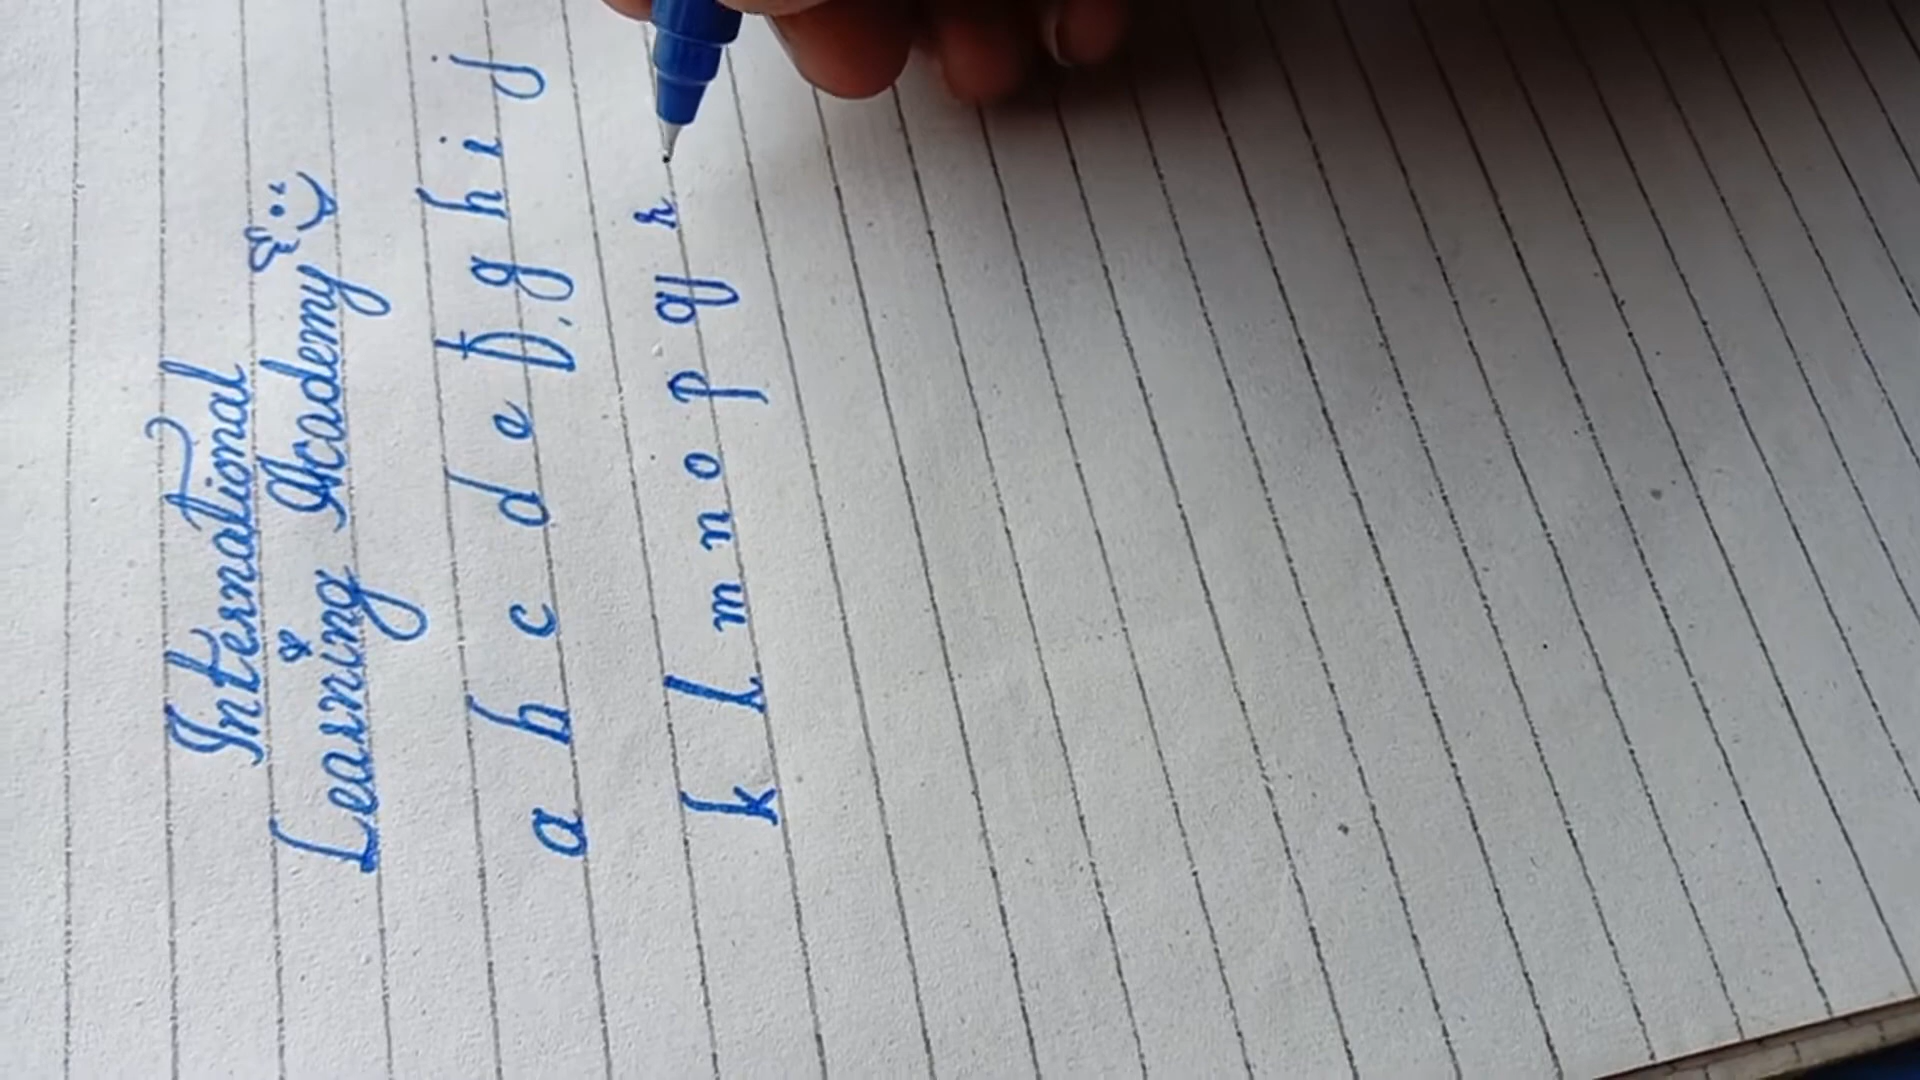 International
Learning Academy
a b c d e f g h i j
k l m n o p q r